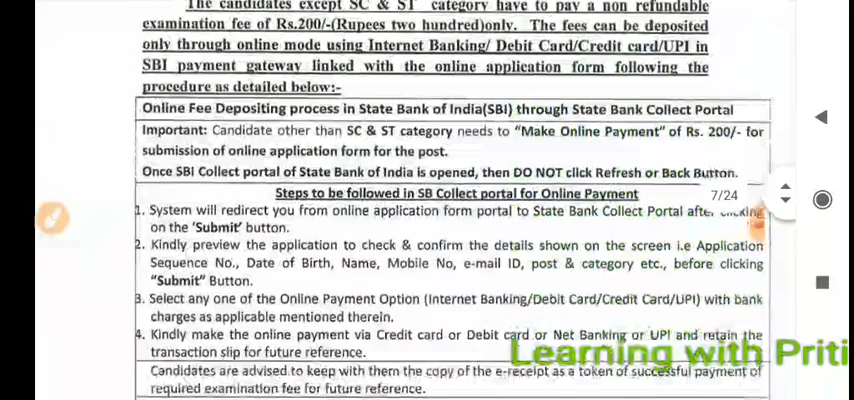 The candidates except SC & ST category have to pay a non refundable
examination fee of Rs.200/-(Rupees two hundred)only. The fees can be deposited
only through online mode using Internet Banking/ Debit Card/Credit card/UPI in
SBI payment gateway linked with the online application form following the
procedure as detailed below:-
Online Fee Depositing process in State Bank of India(SBI) through State Bank Collect Portal
Important: Candidate other than SC & ST category needs to "Make Online Payment" of Rs. 200/- for
submission of online application form for the post.
Once SBI Collect portal of State Bank of India is opened, then DO NOT click Refresh or Back Button.
Steps to be followed in SB Collect portal for Online Payment
7/24
1. System will redirect you from online application form portal to State Bank Collect Portal after clicking
on the 'Submit' button.
2. Kindly preview the application to check & confirm the details shown on the screen i.e Application
Sequence No., Date of Birth, Name, Mobile No, e-mail ID, post & category etc., before clicking
"Submit" Button.
3. Select any one of the Online Payment Option (Internet Banking/Debit Card/Credit Card/UPI) with bank
charges as applicable mentioned therein.
4. Kindly make the online payment via Credit card or Debit card or Net Banking or UPI and retain the
transaction slip for future reference.
Learning with Priti
Candidates are advised to keep with them the copy of the e-receipt as a token of successful payment of
required examination fee for future reference.